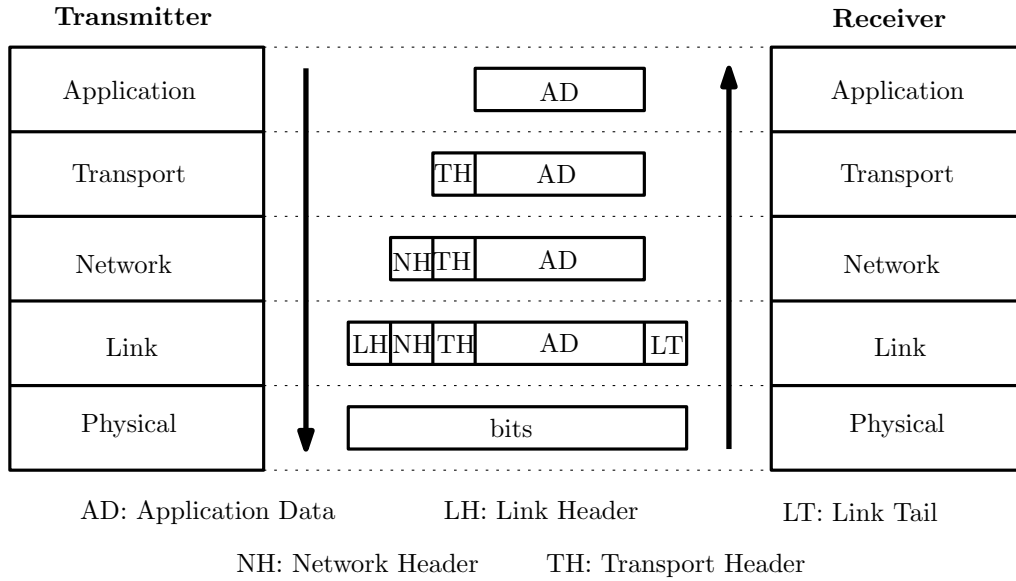 Transmitter Receiver
Application AD Application
Transport TH AD Transport
Network NH TH AD Network
Link LH NH TH AD LT Link
Physical bits Physical
AD: Application Data LH: Link Header LT: Link Tail
NH: Network Header TH: Transport Header